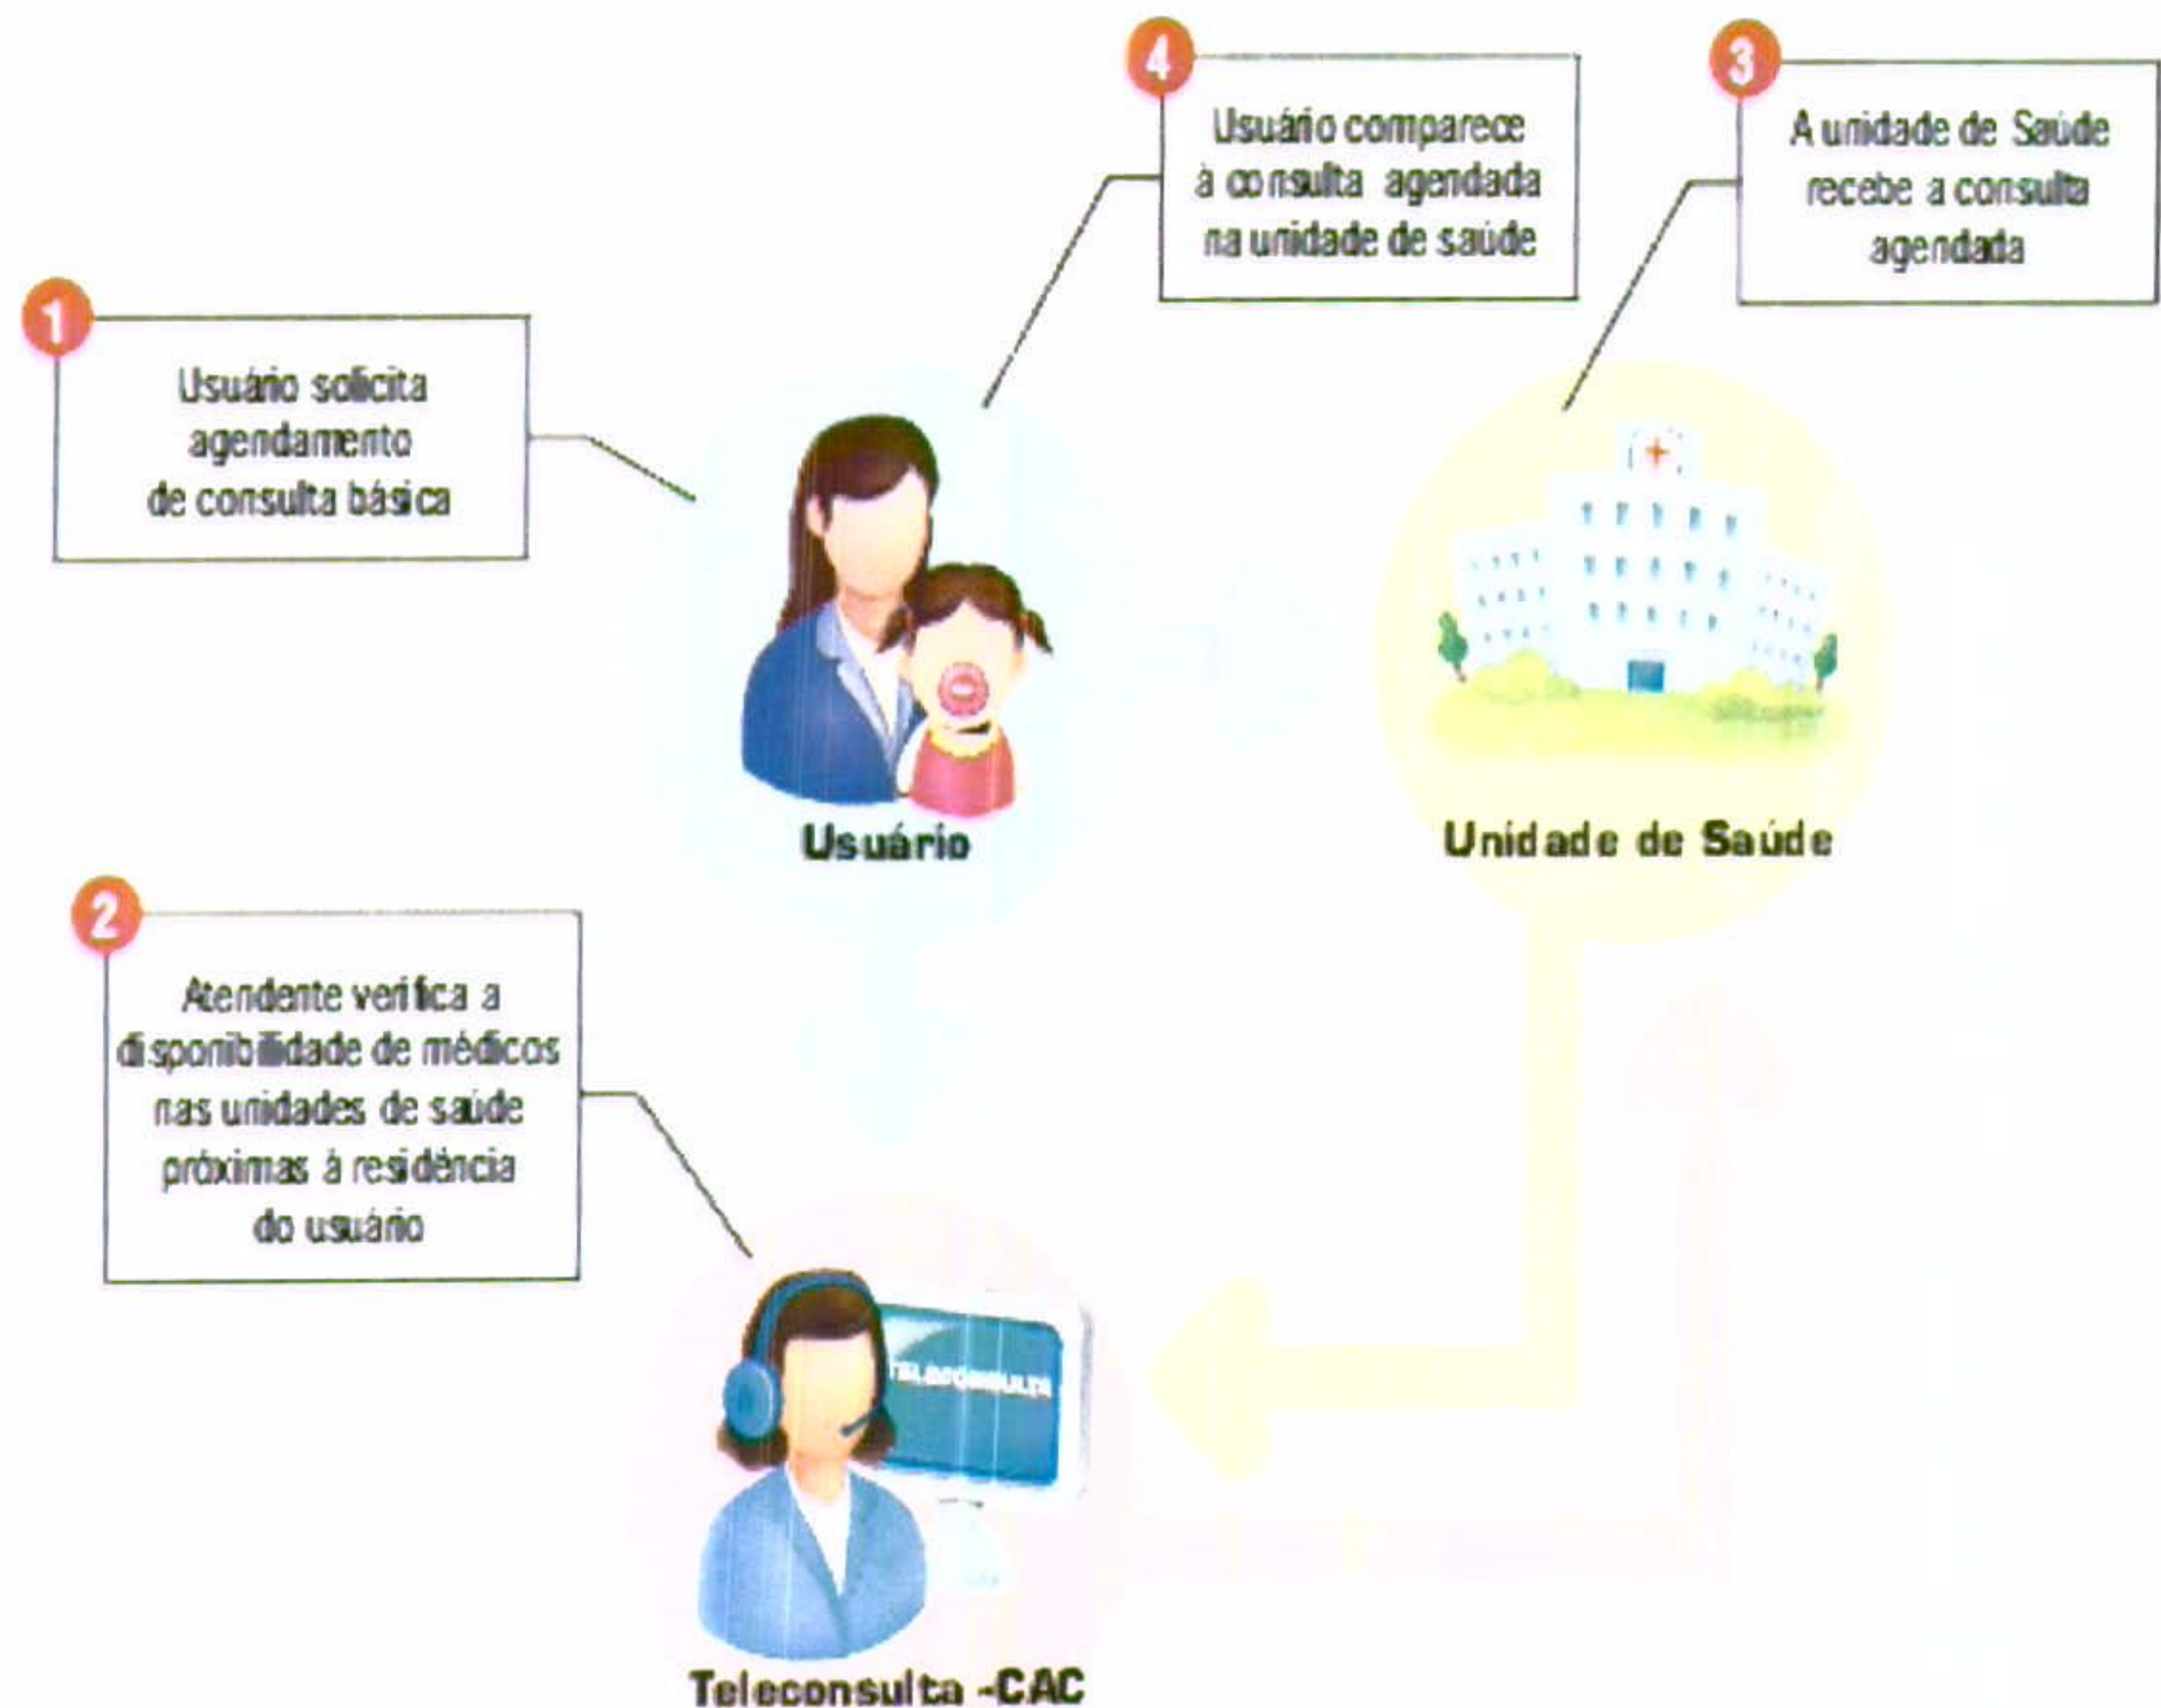 1
Usuário solicita
agendamento
de consulta básica
4
Usuário comparece
à consulta agendada
na unidade de saúde
3
A unidade de Saúde
recebe a consulta
agendada
Usuário
Unidade de Saúde
2
Atendente verifica a
disponibilidade de médicos
nas unidades de saúde
próximas à residência
do usuário
TELECONSULTA
Teleconsulta -CAC